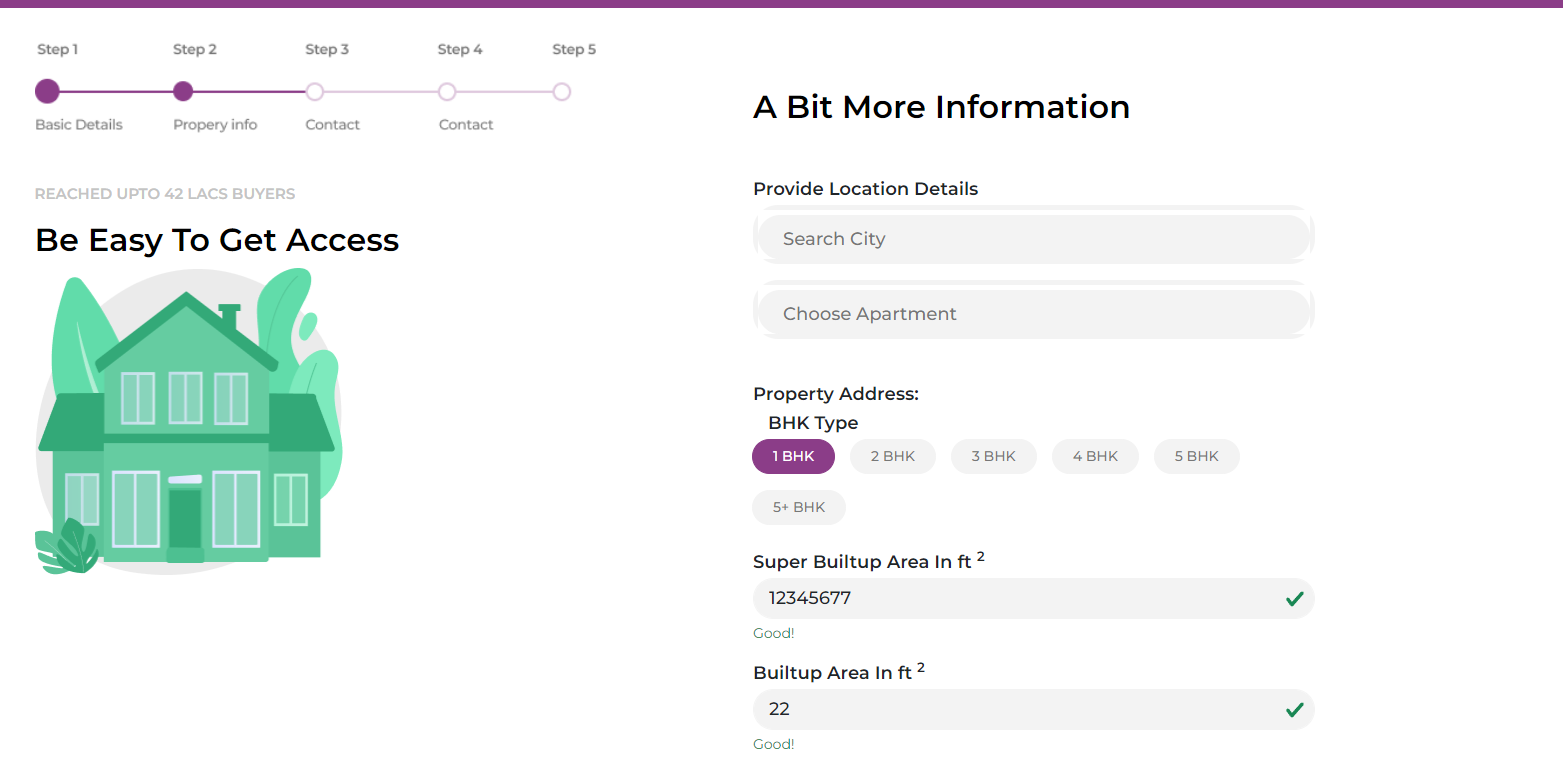 Step 1 Step 2 Step 3 Step 4 Step 5
Basic Details Propery info Contact Contact
REACHED UPTO 42 LACS BUYERS
Be Easy To Get Access
A Bit More Information
Provide Location Details
Search City
Choose Apartment
Property Address:
BHK Type
1 BHK 2 BHK 3 BHK 4 BHK 5 BHK
5+ BHK
Super Builtup Area In ft 2
12345677
Good!
Builtup Area In ft 2
22
Good!